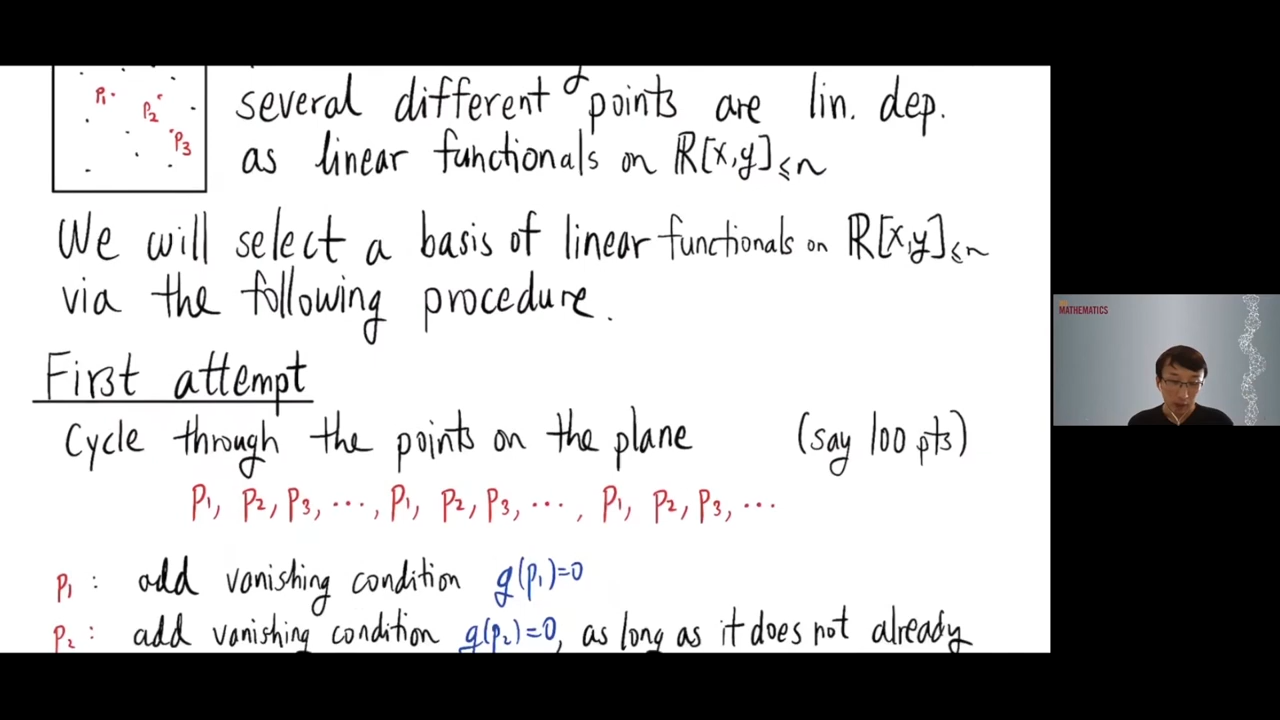 several different points are lin. dep.
p₁
p₂
p₃
as linear functionals on ℝ[x,y]≤n
We will select a basis of linear functionals on ℝ[x,y]≤n
via the following procedure.
First attempt
Cycle through the points on the plane (say 100 pts)
p₁, p₂, p₃, ⋯, p₁, p₂, p₃, ⋯, p₁, p₂, p₃, ⋯
p₁ : add vanishing condition g(p₁)=0
p₂ : add vanishing condition g(p₂)=0, as long as it does not already
MATHEMATICS